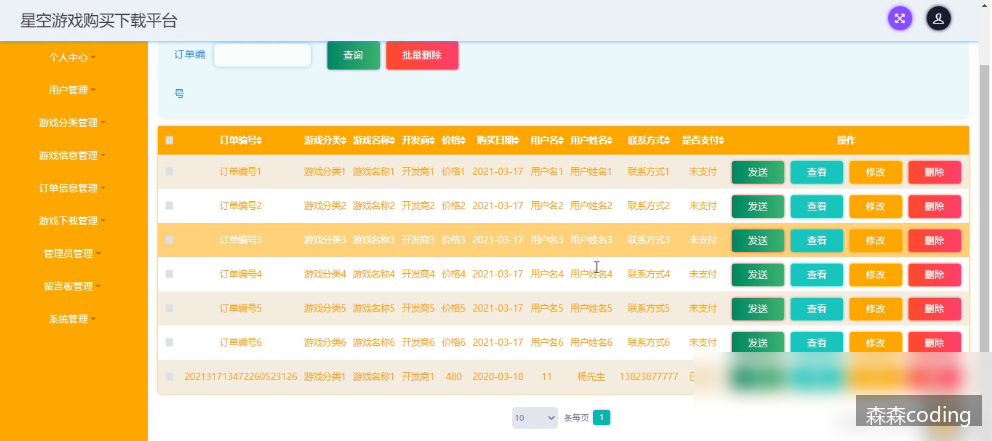 星空游戏购买下载平台
个人中心
用户管理
游戏分类管理
游戏信息管理
订单信息管理
游戏下载管理
管理员管理
留言板管理
系统管理
订单编号
查询 批量删除
订单编号 游戏分类 游戏名称 开发商 价格 购买日期 用户名 用户姓名 联系方式 是否支付 操作
订单编号1 游戏分类1 游戏名称1 开发商1 价格1 2021-03-17 用户名1 用户姓名1 联系方式1 未支付 发送 查看 修改 删除
订单编号2 游戏分类2 游戏名称2 开发商2 价格2 2021-03-17 用户名2 用户姓名2 联系方式2 未支付 发送 查看 修改 删除
订单编号3 游戏分类3 游戏名称3 开发商3 价格3 2021-03-17 用户名3 用户姓名3 联系方式3 未支付 发送 查看 修改 删除
订单编号4 游戏分类4 游戏名称4 开发商4 价格4 2021-03-17 用户名4 用户姓名4 联系方式4 未支付 发送 查看 修改 删除
订单编号5 游戏分类5 游戏名称5 开发商5 价格5 2021-03-17 用户名5 用户姓名5 联系方式5 未支付 发送 查看 修改 删除
订单编号6 游戏分类6 游戏名称6 开发商6 价格6 2021-03-17 用户名6 用户姓名6 联系方式6 未支付 发送 查看 修改 删除
202131713472260523126 游戏分类1 游戏名称1 开发商1 480 2020-03-18 11 杨先生 13823877777
10 条每页 1
森森coding